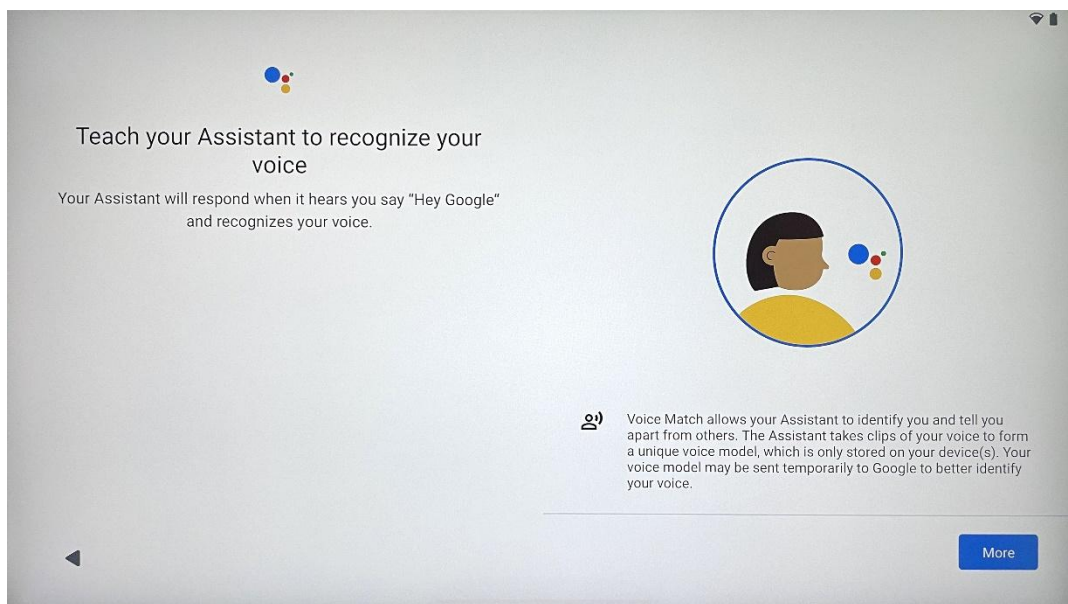 Teach your Assistant to recognize your
voice
Your Assistant will respond when it hears you say “Hey Google“
and recognizes your voice.
Voice Match allows your Assistant to identify you and tell you
apart from others. The Assistant takes clips of your voice to form
a unique voice model, which is only stored on your device(s). Your
voice model may be sent temporarily to Google to better identify
your voice.
More